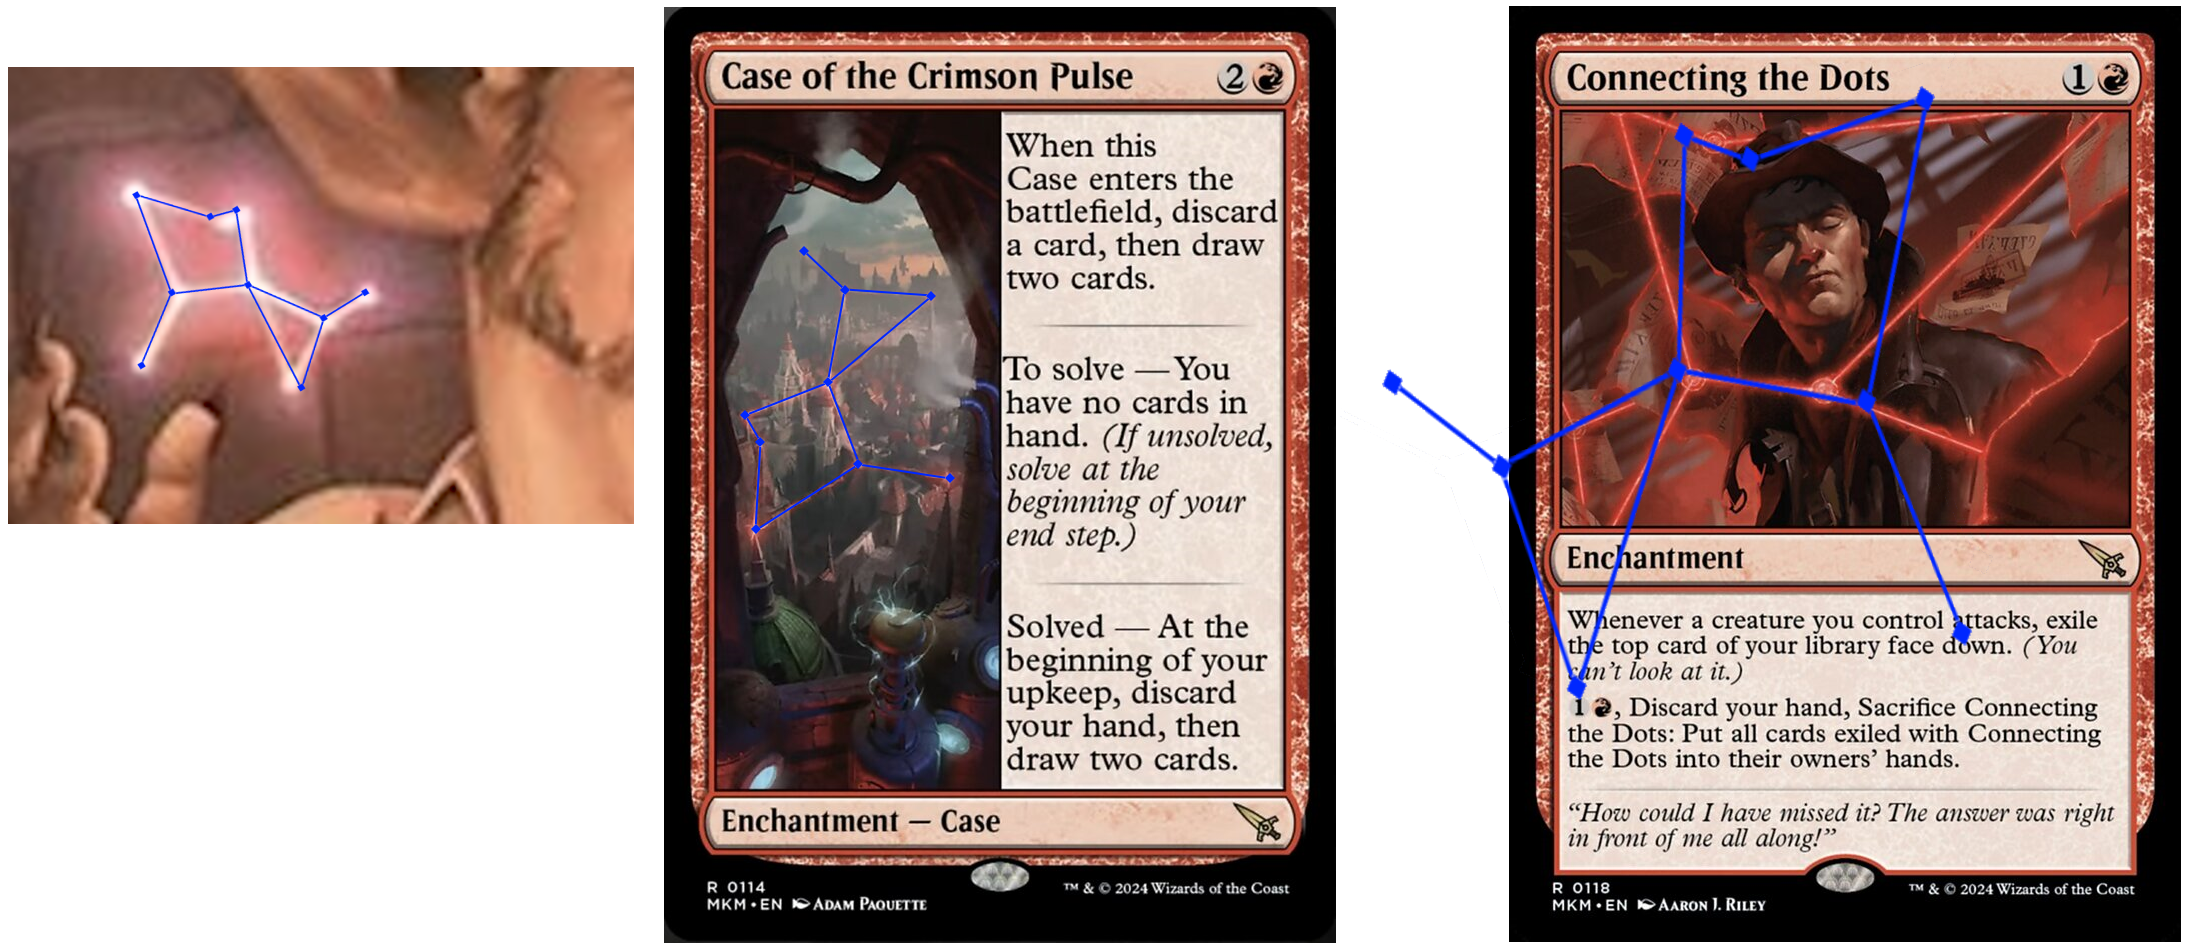 Case of the Crimson Pulse 2
When this
Case enters the
battlefield, discard
a card, then draw
two cards.
To solve — You
have no cards in
hand. (If unsolved,
solve at the
beginning of your
end step.)
Solved — At the
beginning of your
upkeep, discard
your hand, then
draw two cards.
Enchantment — Case
R 0114
MKM • EN ADAM PAQUETTE
™ & © 2024 Wizards of the Coast
Connecting the Dots 1
Enchantment
Whenever a creature you control attacks, exile
the top card of your library face down. (You
can't look at it.)
1 , Discard your hand, Sacrifice Connecting
the Dots: Put all cards exiled with Connecting
the Dots into their owners' hands.
"How could I have missed it? The answer was right
in front of me all along!"
R 0118
MKM • EN AARON J. RILEY
™ & © 2024 Wizards of the Coast